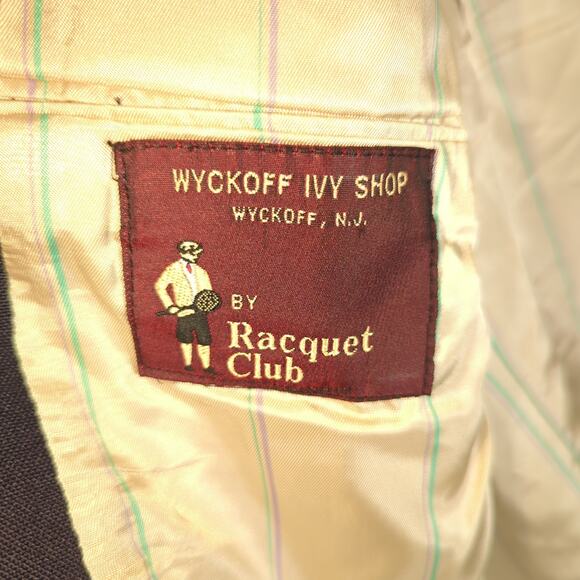 WYCKOFF IVY SHOP
WYCKOFF, N.J.
BY
Racquet
Club